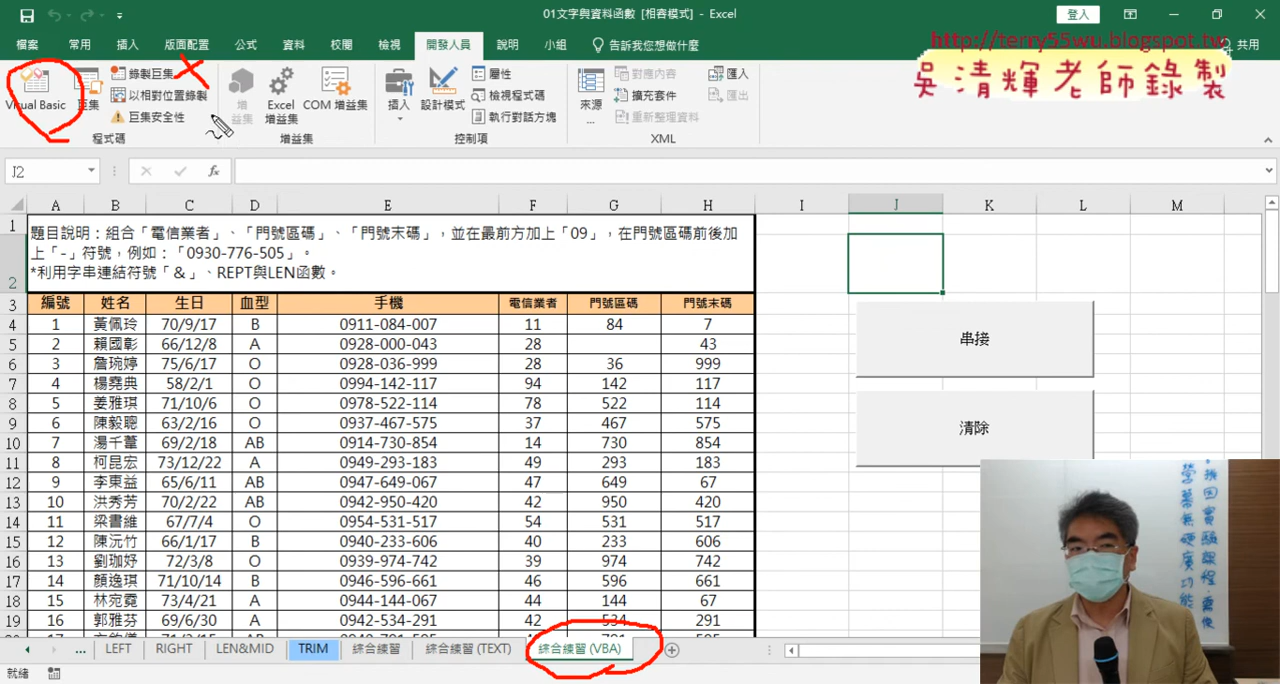 01文字與資料函數 [相容模式] - Excel
登入
檔案 常用 插入 版面配置 公式 資料 校閱 檢視 開發人員 說明 小組 告訴我您想做什麼 共用
http://terry55wu.blogspot.tw
吳清輝老師錄製
Visual Basic 巨集 錄製巨集 以相對位置錄製 巨集安全性
增益集 Excel 增益集 COM 增益集
插入 設計模式 屬性 檢視程式碼 執行對話方塊
來源 ... 對應內容 擴充套件 重新整理資料 匯入 匯出
程式碼 增益集 控制項 XML
J2 fx
A B C D E F G H I J K L M
1 題目說明：組合「電信業者」、「門號區碼」、「門號末碼」，並在最前方加上「09」，在門號區碼前後加
上「-」符號，例如：「0930-776-505」。
2 *利用字串連結符號「&」、REPT與LEN函數。
3 編號 姓名 生日 血型 手機 電信業者 門號區碼 門號末碼
4 1 黃佩玲 70/9/17 B 0911-084-007 11 84 7
串接
5 2 賴國彰 66/12/8 A 0928-000-043 28 43
6 3 詹琬婷 75/6/17 O 0928-036-999 28 36 999
7 4 楊堯典 58/2/1 O 0994-142-117 94 142 117
8 5 姜雅琪 71/10/6 O 0978-522-114 78 522 114
9 6 陳毅聰 63/2/16 O 0937-467-575 37 467 575
清除
10 7 湯千葦 69/2/18 AB 0914-730-854 14 730 854
11 8 柯昆宏 73/12/22 A 0949-293-183 49 293 183
12 9 李東益 65/6/11 AB 0947-649-067 47 649 67
13 10 洪秀芳 70/2/22 AB 0942-950-420 42 950 420
14 11 梁書維 67/7/4 O 0954-531-517 54 531 517
15 12 陳沅竹 66/1/17 B 0940-233-606 40 233 606
16 13 劉珈妤 72/3/8 O 0939-974-742 39 974 742
17 14 顏逸琪 71/10/14 B 0946-596-661 46 596 661
18 15 林宛霓 73/4/21 A 0944-144-067 44 144 67
19 16 郭雅芬 69/6/30 A 0942-534-291 42 534 291
... LEFT RIGHT LEN&MID TRIM 綜合練習 綜合練習 (TEXT) 綜合練習 (VBA)
就緒